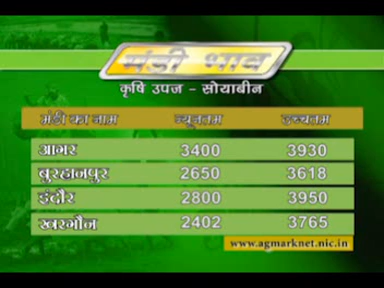 मंडी भाव
कृषि उपज - सोयाबीन
मंडी का नाम न्यूनतम उच्चतम
आगर 3400 3930
बुरहानपुर 2650 3618
इंदौर 2800 3950
खरगौन 2402 3765
www.agmarknet.nic.in